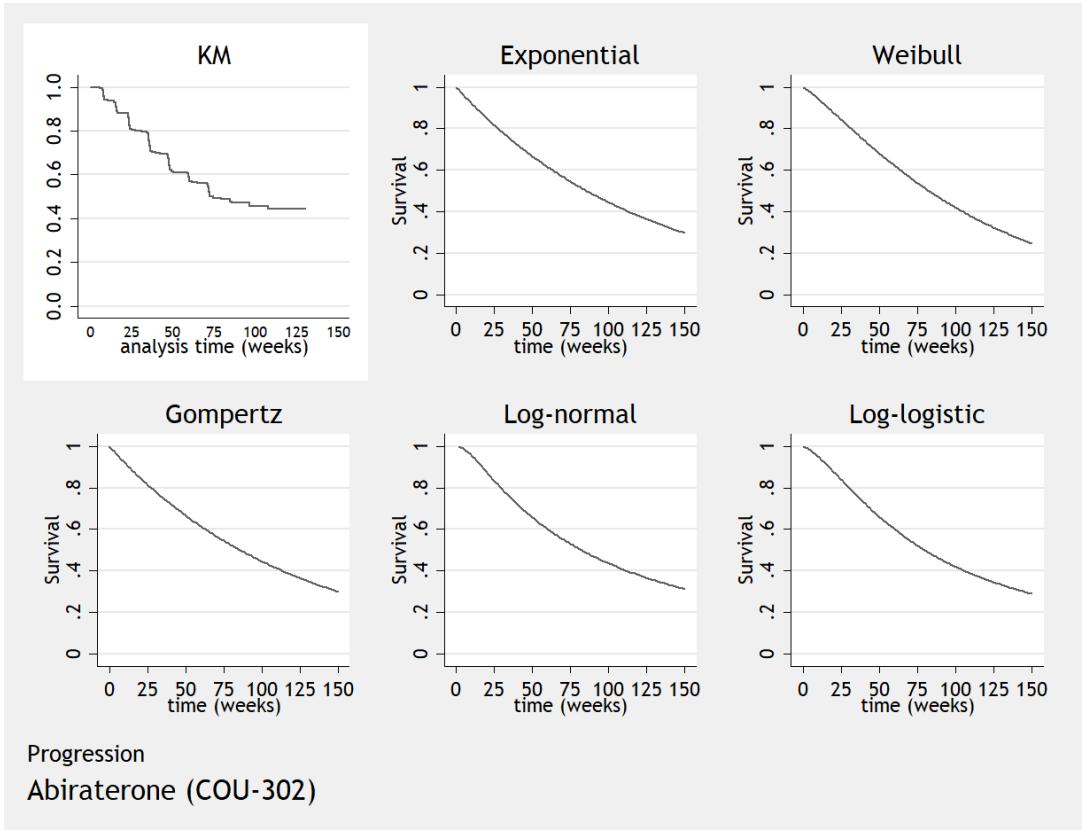 KM
1.0
0.8
0.6
0.4
0.2
0.0
0 25 50 75 100 125 150
analysis time (weeks)
Exponential
Survival
1
.8
.6
.4
.2
0
0 25 50 75 100 125 150
time (weeks)
Weibull
Survival
1
.8
.6
.4
.2
0
0 25 50 75 100 125 150
time (weeks)
Gompertz
Survival
1
.8
.6
.4
.2
0
0 25 50 75 100 125 150
time (weeks)
Log-normal
Survival
1
.8
.6
.4
.2
0
0 25 50 75 100 125 150
time (weeks)
Log-logistic
Survival
1
.8
.6
.4
.2
0
0 25 50 75 100 125 150
time (weeks)
Progression
Abiraterone (COU-302)